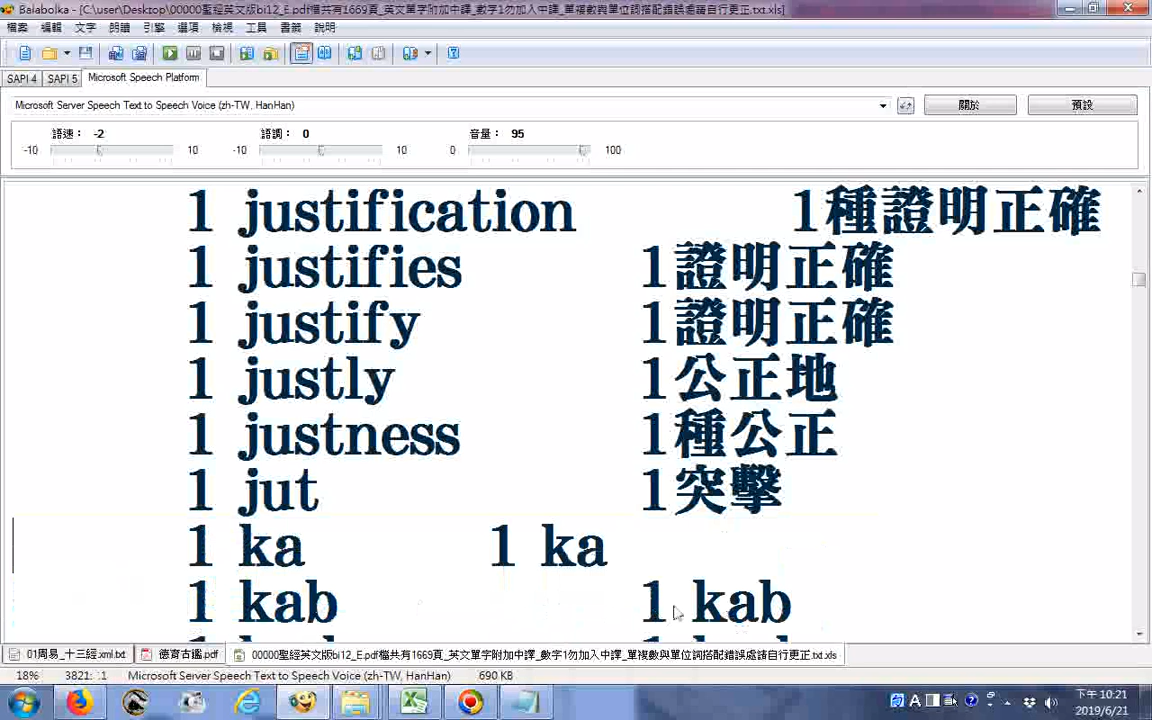 Balabolka - [C:\user\Desktop\00000聖經英文版bi12_E.pdf檔共有1669頁_英文單字附加中譯_數字1勿加入中譯_單複數與單位詞搭配錯誤處請自行更正.txt.xls]
檔案 編輯 文字 朗讀 引擎 選項 檢視 工具 書籤 說明
SAPI 4 SAPI 5 Microsoft Speech Platform
Microsoft Server Speech Text to Speech Voice (zh-TW, HanHan) 關於 預設
語速： -2 語調： 0 音量： 95
-10 10 -10 10 0 100
1 justification 1種證明正確
1 justifies 1證明正確
1 justify 1證明正確
1 justly 1公正地
1 justness 1種公正
1 jut 1突擊
1 ka 1 ka
1 kab 1 kab
01周易_十三經.xml.txt 德育古鑑.pdf 00000聖經英文版bi12_E.pdf檔共有1669頁_英文單字附加中譯_數字1勿加入中譯_單複數與單位詞搭配錯誤處請自行更正.txt.xls
18% 3821: :1 Microsoft Server Speech Text to Speech Voice (zh-TW, HanHan) 690 KB
下午 10:21
2019/6/21